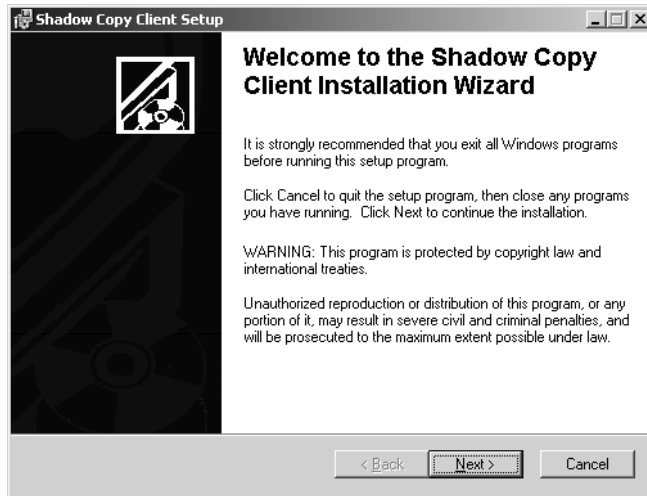 Shadow Copy Client Setup
Welcome to the Shadow Copy
Client Installation Wizard
It is strongly recommended that you exit all Windows programs
before running this setup program.
Click Cancel to quit the setup program, then close any programs
you have running.  Click Next to continue the installation.
WARNING: This program is protected by copyright law and
international treaties.
Unauthorized reproduction or distribution of this program, or any
portion of it, may result in severe civil and criminal penalties, and
will be prosecuted to the maximum extent possible under law.
< Back Next > Cancel